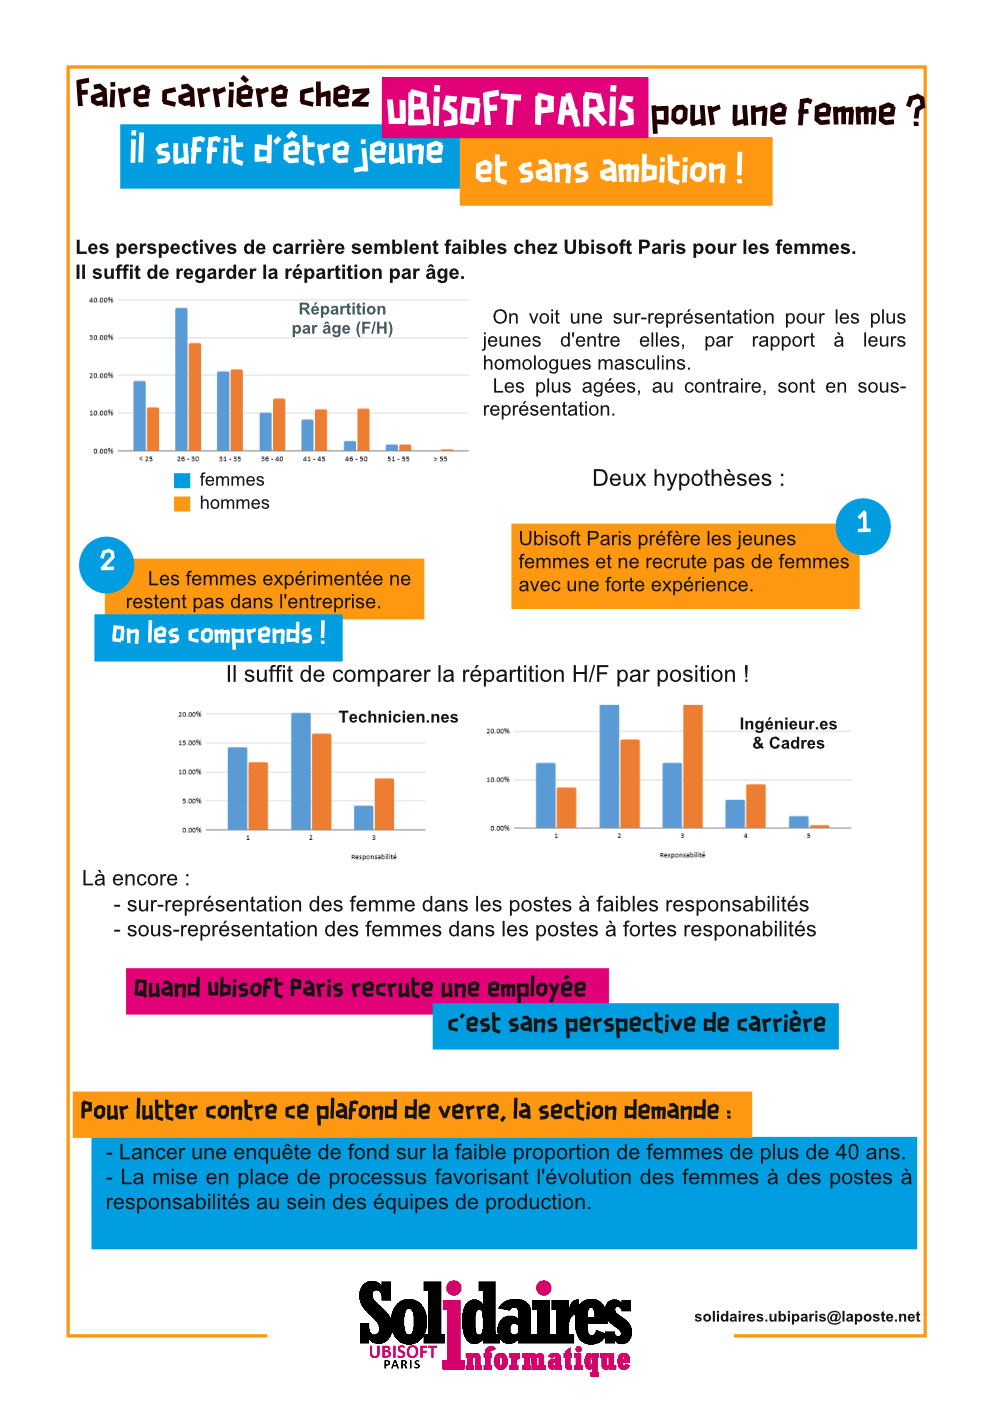 Faire carrière chez UBISOFT PARIS pour une femme ?
il suffit d'être jeune
et sans ambition !
Les perspectives de carrière semblent faibles chez Ubisoft Paris pour les femmes.
Il suffit de regarder la répartition par âge.
Répartition
par âge (F/H)
40.00%
30.00%
20.00%
10.00%
0.00%
< 25
26 - 30
31 - 35
36 - 40
41 - 45
46 - 50
51 - 55
> 55
femmes
hommes
On voit une sur-représentation pour les plus
jeunes d'entre elles, par rapport à leurs
homologues masculins.
Les plus agées, au contraire, sont en sous-
représentation.
Deux hypothèses :
1
Ubisoft Paris préfère les jeunes
femmes et ne recrute pas de femmes
avec une forte expérience.
2
Les femmes expérimentée ne
restent pas dans l'entreprise.
On les comprends !
Il suffit de comparer la répartition H/F par position !
Technicien.nes
20.00%
15.00%
10.00%
5.00%
0.00%
1
2
3
Responsabilité
Ingénieur.es
& Cadres
20.00%
10.00%
0.00%
1
2
3
4
5
Responsabilité
Là encore :
- sur-représentation des femme dans les postes à faibles responsabilités
- sous-représentation des femmes dans les postes à fortes responabilités
Quand ubisoft Paris recrute une employée
c'est sans perspective de carrière
Pour lutter contre ce plafond de verre, la section demande :
- Lancer une enquête de fond sur la faible proportion de femmes de plus de 40 ans.
- La mise en place de processus favorisant l'évolution des femmes à des postes à
responsabilités au sein des équipes de production.
Solidaires
UBISOFT
PARIS
Informatique
solidaires.ubiparis@laposte.net